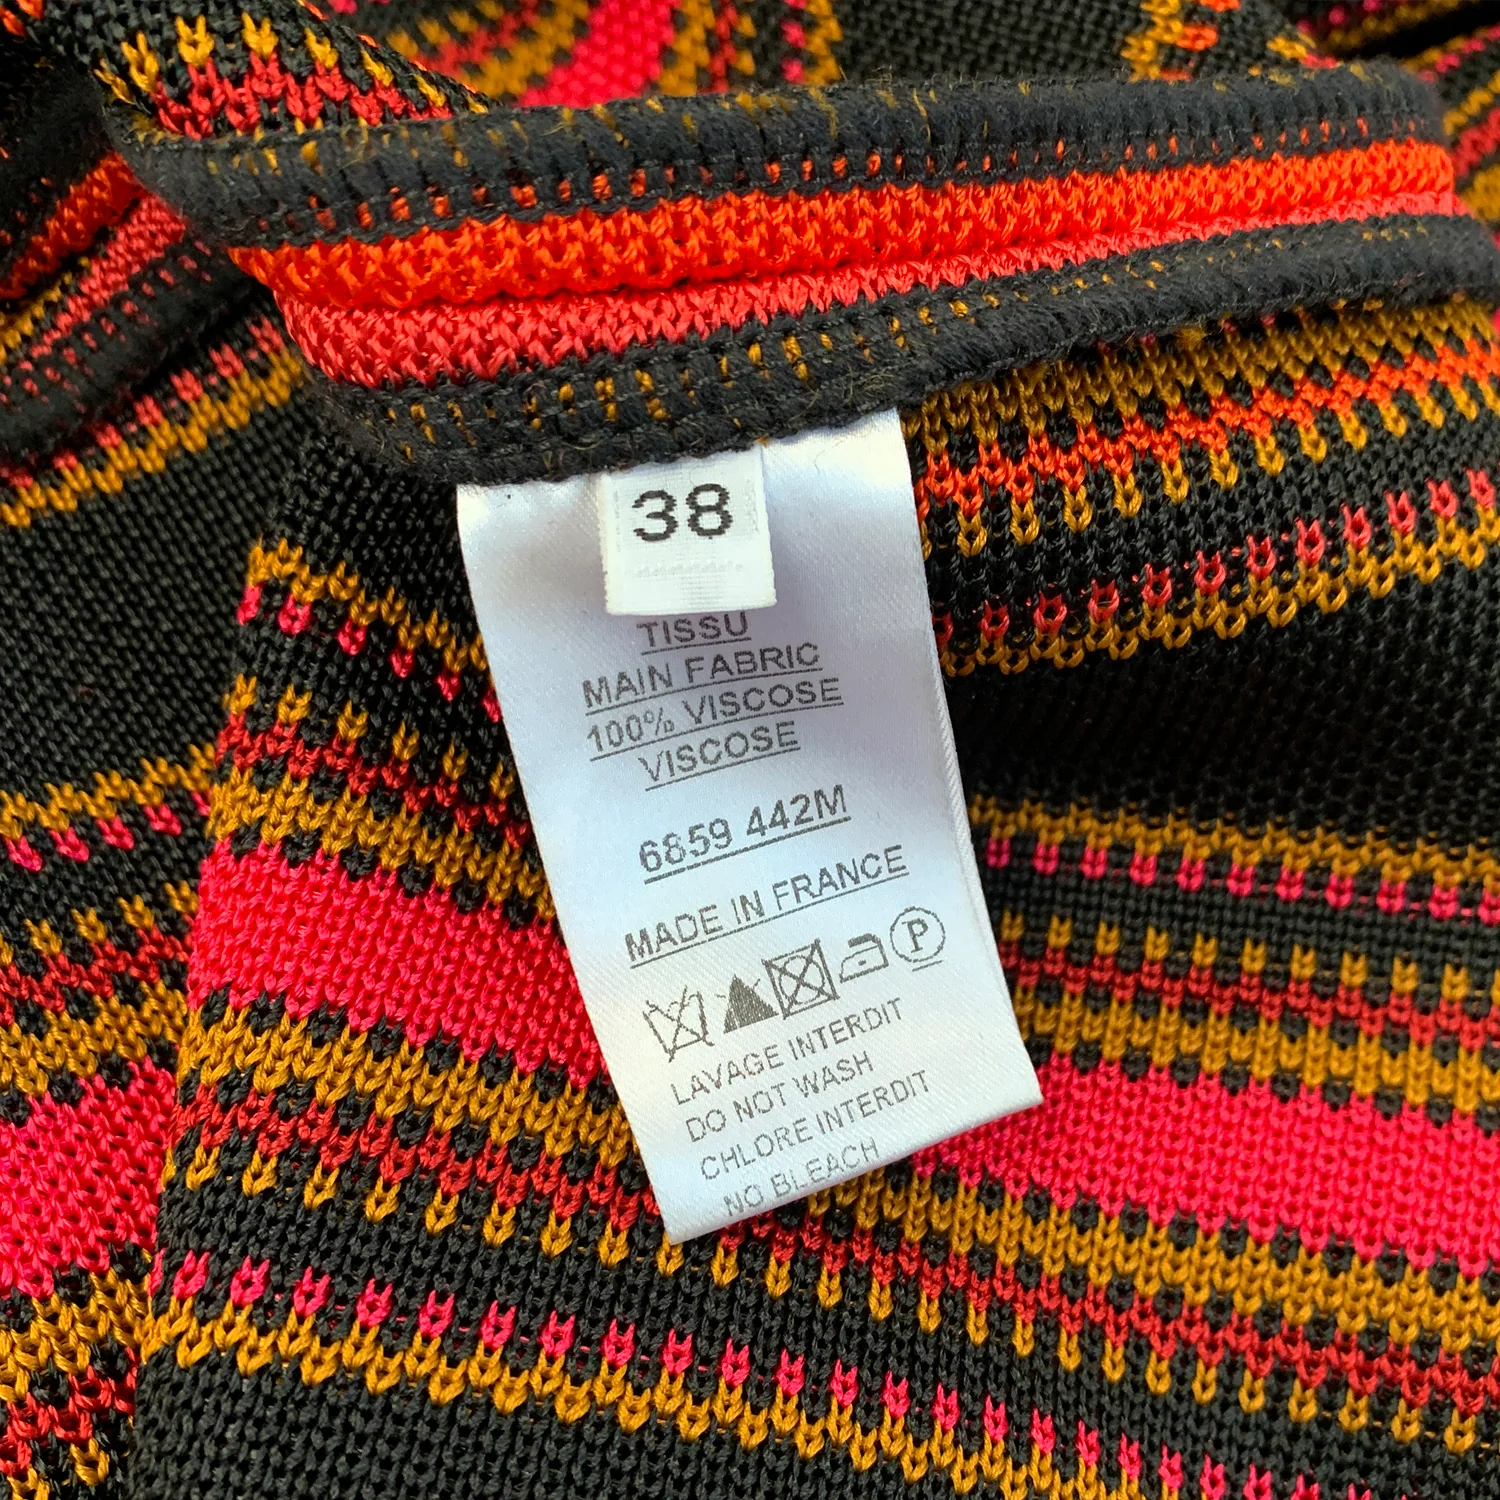 38
TISSU
MAIN FABRIC
100% VISCOSE
VISCOSE
6859 442M
MADE IN FRANCE
P
LAVAGE INTERDIT
DO NOT WASH
CHLORE INTERDIT
NO BLEACH